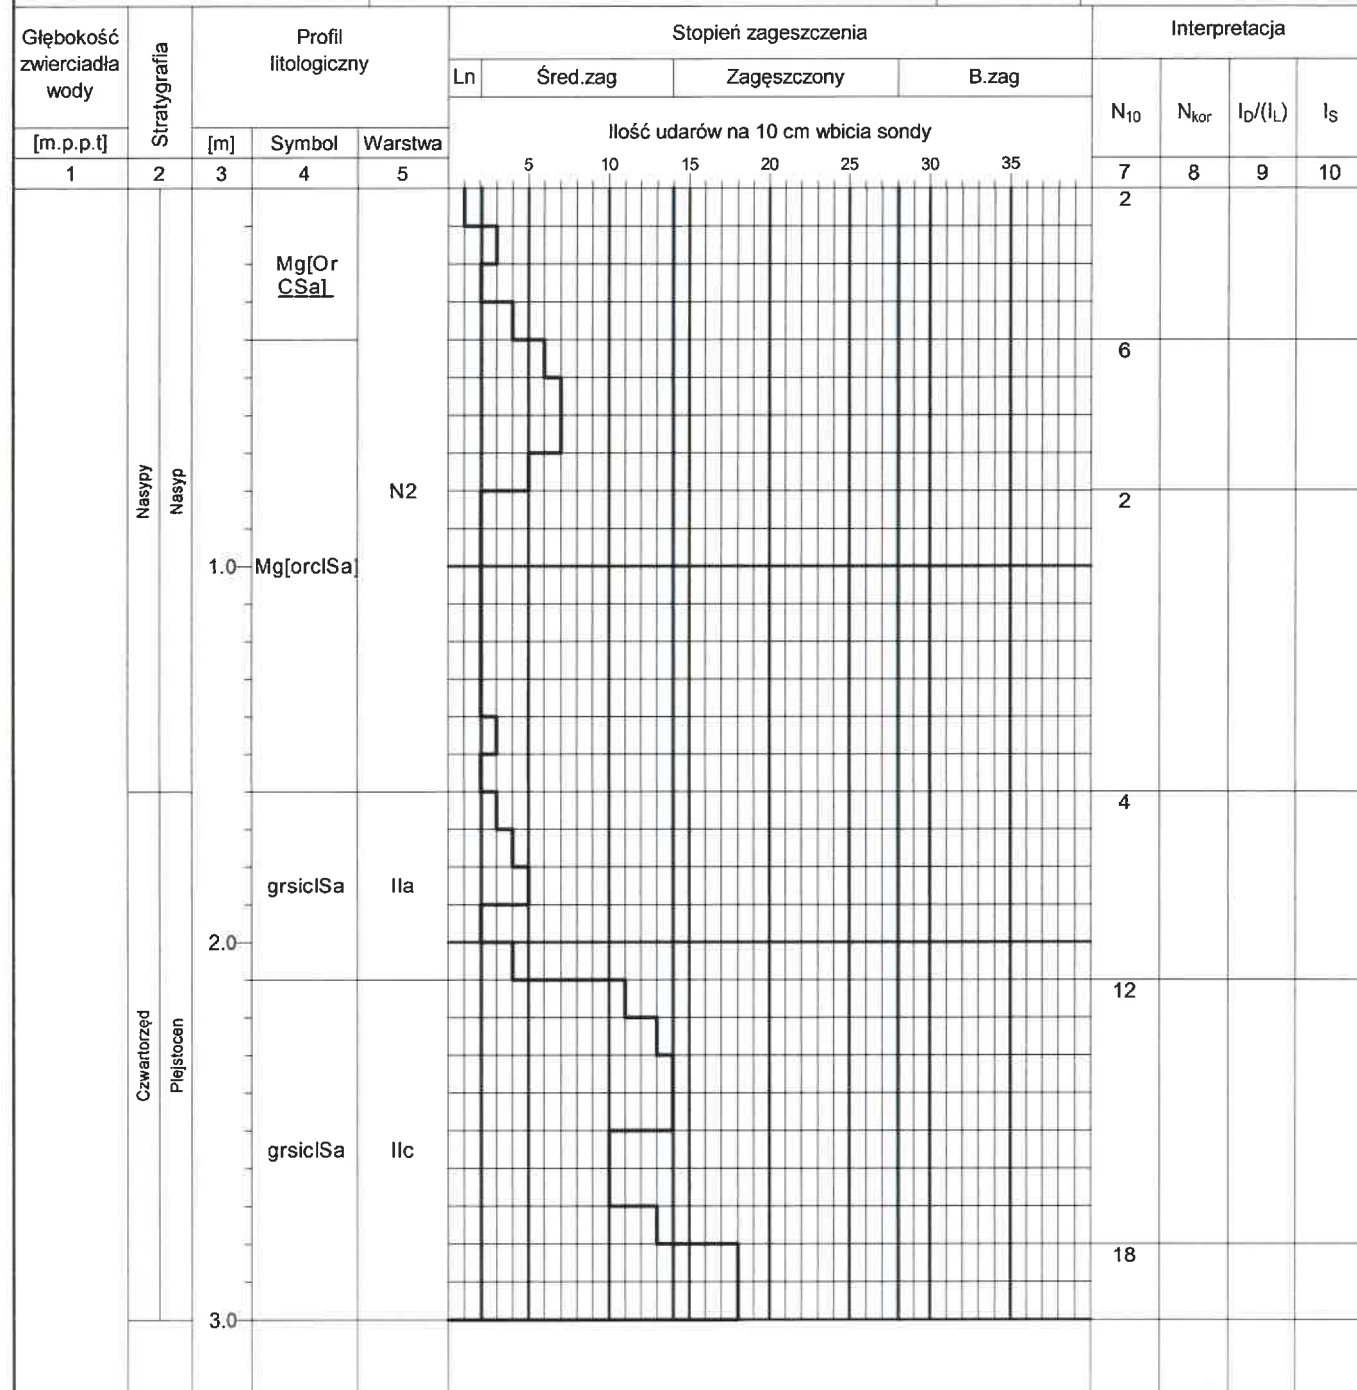 Głębokość
zwierciadła
wody
[m.p.p.t]
Stratygrafia
Profil
litologiczny
[m]
Symbol
Warstwa
Stopień zageszczenia
Ln
Śred.zag
Zagęszczony
B.zag
Ilość udarów na 10 cm wbicia sondy
5 10 15 20 25 30 35
Interpretacja
N10
Nkor
ID/(IL)
IS
1 2 3 4 5 7 8 9 10
2
Mg[Or
CSa]
6
Nasypy
Nasyp
N2
2
1.0
Mg[orclSa]
4
grsiclSa
IIa
2.0
12
Czwartorzęd
Plejstocen
grsiclSa
IIc
18
3.0